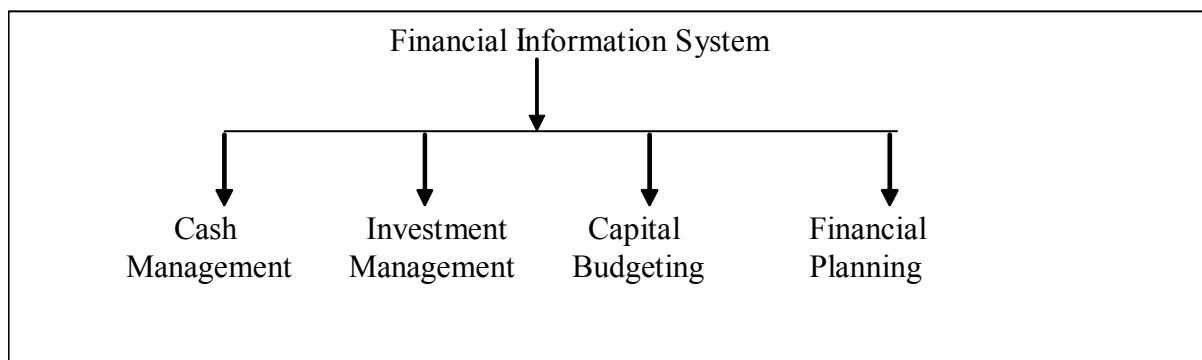 Financial Information System
Cash Management
Investment Management
Capital Budgeting
Financial Planning